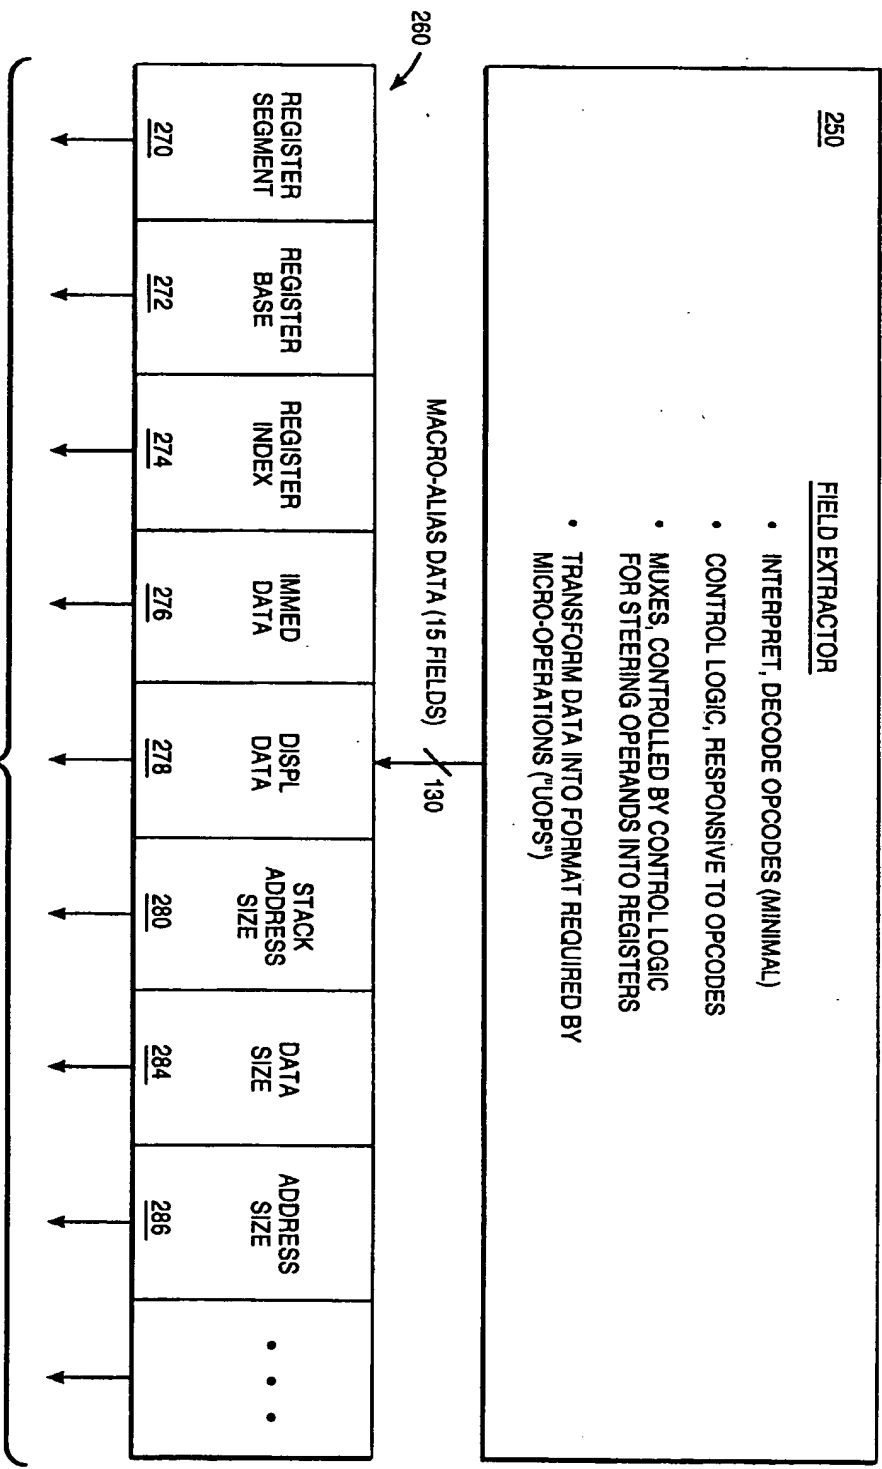 250
FIELD EXTRACTOR
• INTERPRET, DECODE OPCODES (MINIMAL)
• CONTROL LOGIC, RESPONSIVE TO OPCODES
• MUXES, CONTROLLED BY CONTROL LOGIC
FOR STEERING OPERANDS INTO REGISTERS
• TRANSFORM DATA INTO FORMAT REQUIRED BY
MICRO-OPERATIONS ("UOPS")
MACRO-ALIAS DATA (15 FIELDS)
130
260
REGISTER
SEGMENT
270
REGISTER
BASE
272
REGISTER
INDEX
274
IMMED
DATA
276
DISPL
DATA
278
STACK
ADDRESS
SIZE
280
DATA
SIZE
284
ADDRESS
SIZE
286
• • •